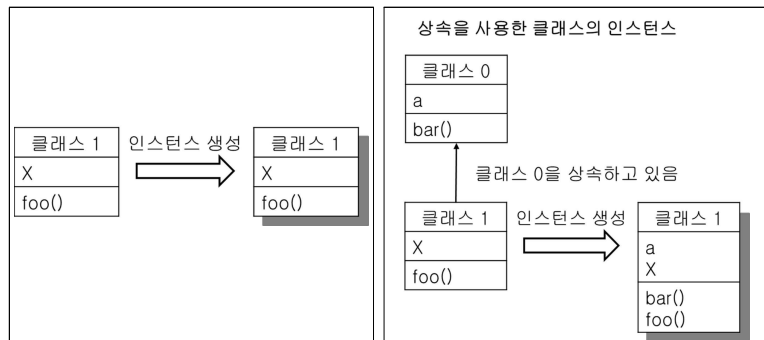 클래스 1
X
foo()
인스턴스 생성
클래스 1
X
foo()
상속을 사용한 클래스의 인스턴스
클래스 0
a
bar()
클래스 0을 상속하고 있음
클래스 1
X
foo()
인스턴스 생성
클래스 1
a
X
bar()
foo()